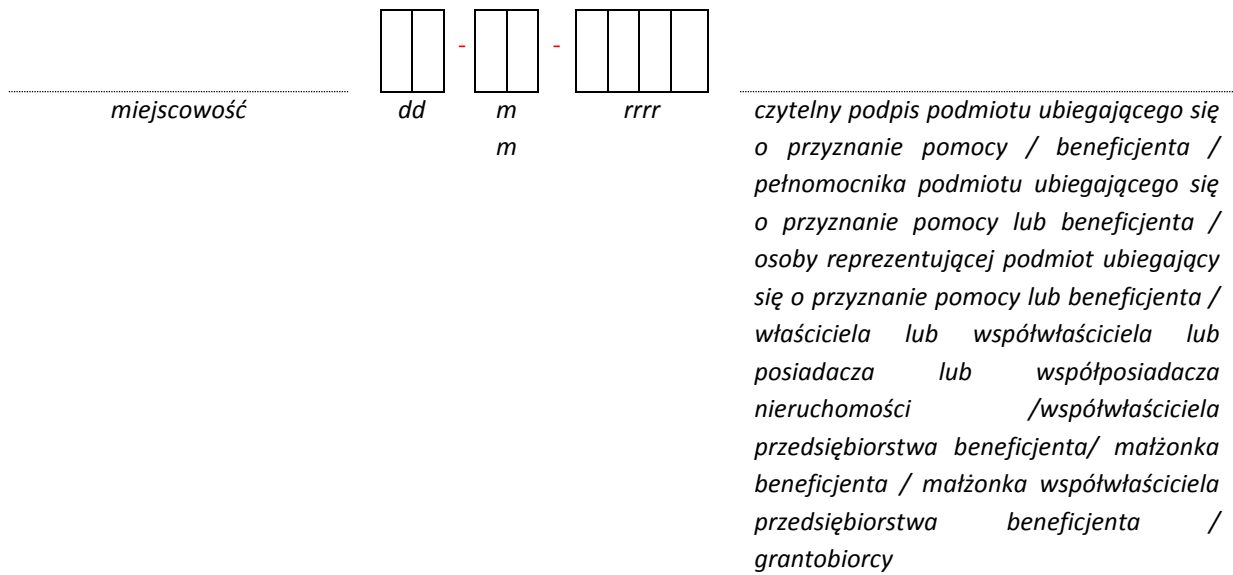 - -
miejscowość dd m rrrr czytelny podpis podmiotu ubiegającego się
m o przyznanie pomocy / beneficjenta /
pełnomocnika podmiotu ubiegającego się
o przyznanie pomocy lub beneficjenta /
osoby reprezentującej podmiot ubiegający
się o przyznanie pomocy lub beneficjenta /
właściciela lub współwłaściciela lub
posiadacza lub współposiadacza
nieruchomości /współwłaściciela
przedsiębiorstwa beneficjenta/ małżonka
beneficjenta / małżonka współwłaściciela
przedsiębiorstwa beneficjenta /
grantobiorcy